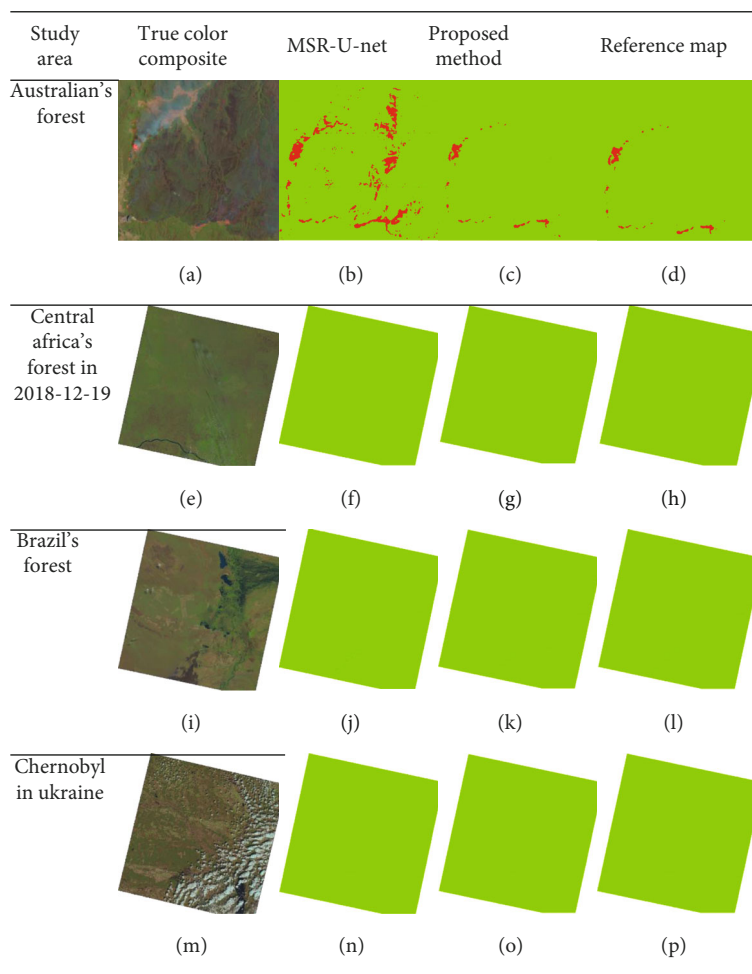 Study area
True color composite
MSR-U-net
Proposed method
Reference map
Australian's forest
(a)
(b)
(c)
(d)
Central africa's forest in 2018-12-19
(e)
(f)
(g)
(h)
Brazil's forest
(i)
(j)
(k)
(l)
Chernobyl in ukraine
(m)
(n)
(o)
(p)